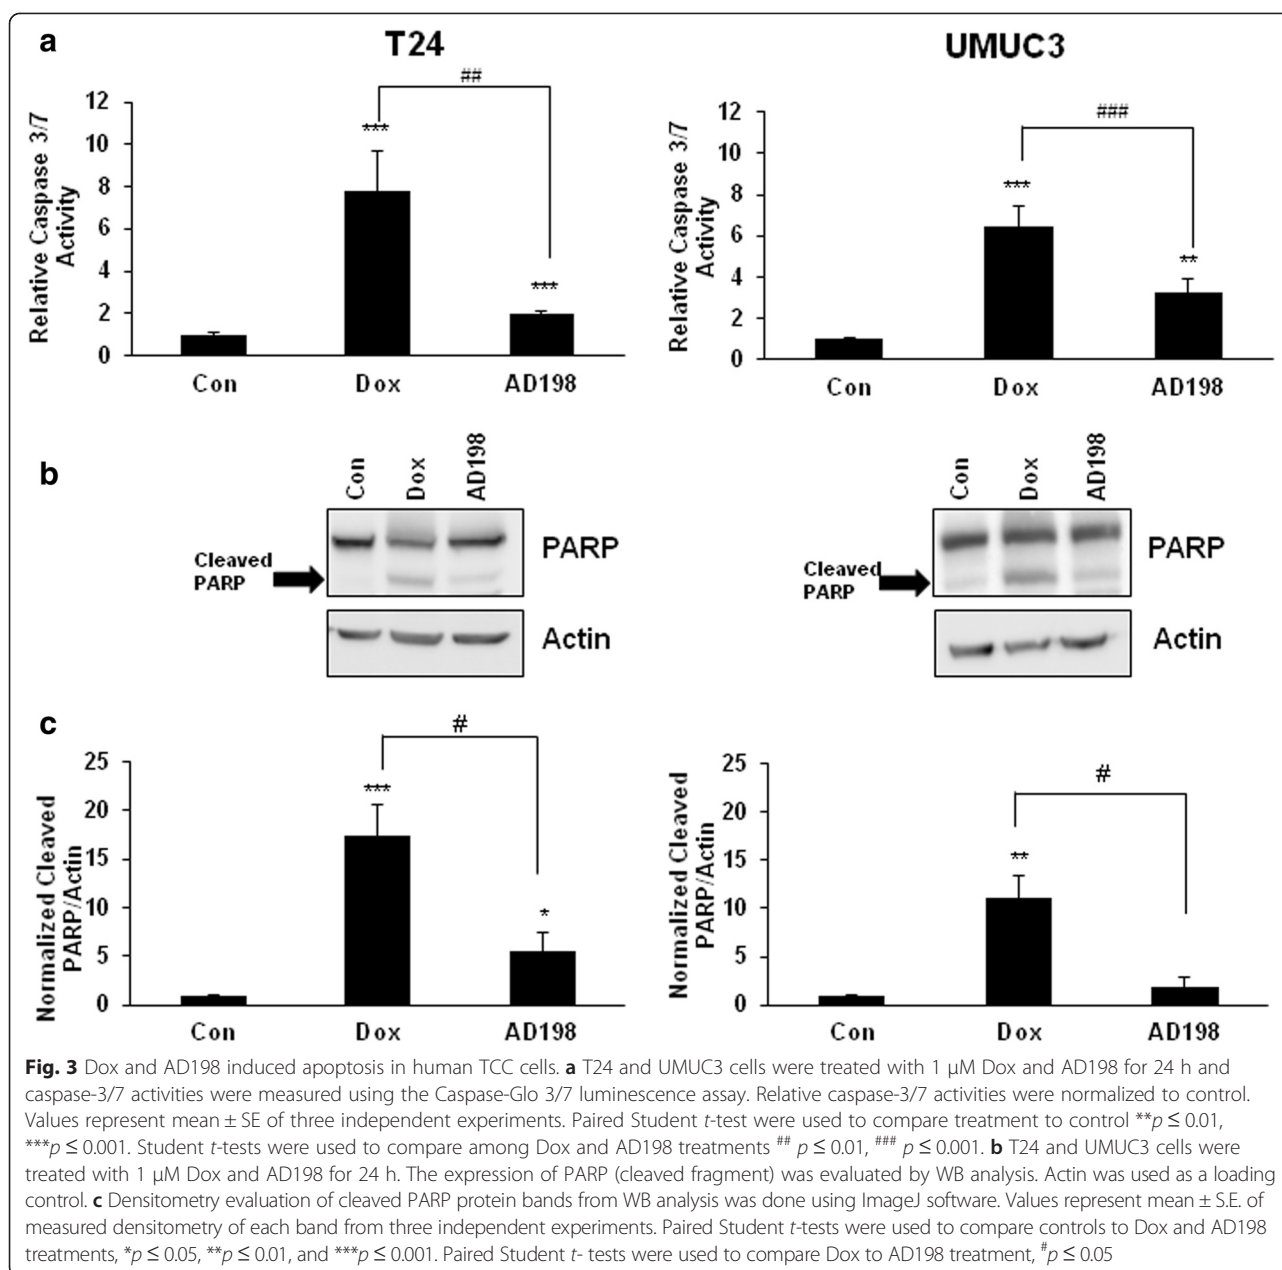 a
T24
UMUC3
##
12
10
8
6
4
2
0
Relative Caspase 3/7
Activity
***
***
Con
Dox
AD198
###
12
10
8
6
4
2
0
Relative Caspase 3/7
Activity
***
**
Con
Dox
AD198
b
Con
Dox
AD198
PARP
Cleaved
PARP
Actin
Con
Dox
AD198
PARP
Cleaved
PARP
Actin
c
#
25
20
15
10
5
0
Normalized Cleaved
PARP/Actin
***
*
Con
Dox
AD198
#
25
20
15
10
5
0
Normalized Cleaved
PARP/Actin
**
Con
Dox
AD198
Fig. 3 Dox and AD198 induced apoptosis in human TCC cells. a T24 and UMUC3 cells were treated with 1 μM Dox and AD198 for 24 h and
caspase-3/7 activities were measured using the Caspase-Glo 3/7 luminescence assay. Relative caspase-3/7 activities were normalized to control.
Values represent mean ± SE of three independent experiments. Paired Student t-test were used to compare treatment to control **p ≤ 0.01,
***p ≤ 0.001. Student t-tests were used to compare among Dox and AD198 treatments ## p ≤ 0.01, ### p ≤ 0.001. b T24 and UMUC3 cells were
treated with 1 μM Dox and AD198 for 24 h. The expression of PARP (cleaved fragment) was evaluated by WB analysis. Actin was used as a loading
control. c Densitometry evaluation of cleaved PARP protein bands from WB analysis was done using ImageJ software. Values represent mean ± S.E. of
measured densitometry of each band from three independent experiments. Paired Student t-tests were used to compare controls to Dox and AD198
treatments, *p ≤ 0.05, **p ≤ 0.01, and ***p ≤ 0.001. Paired Student t- tests were used to compare Dox to AD198 treatment, #p ≤ 0.05